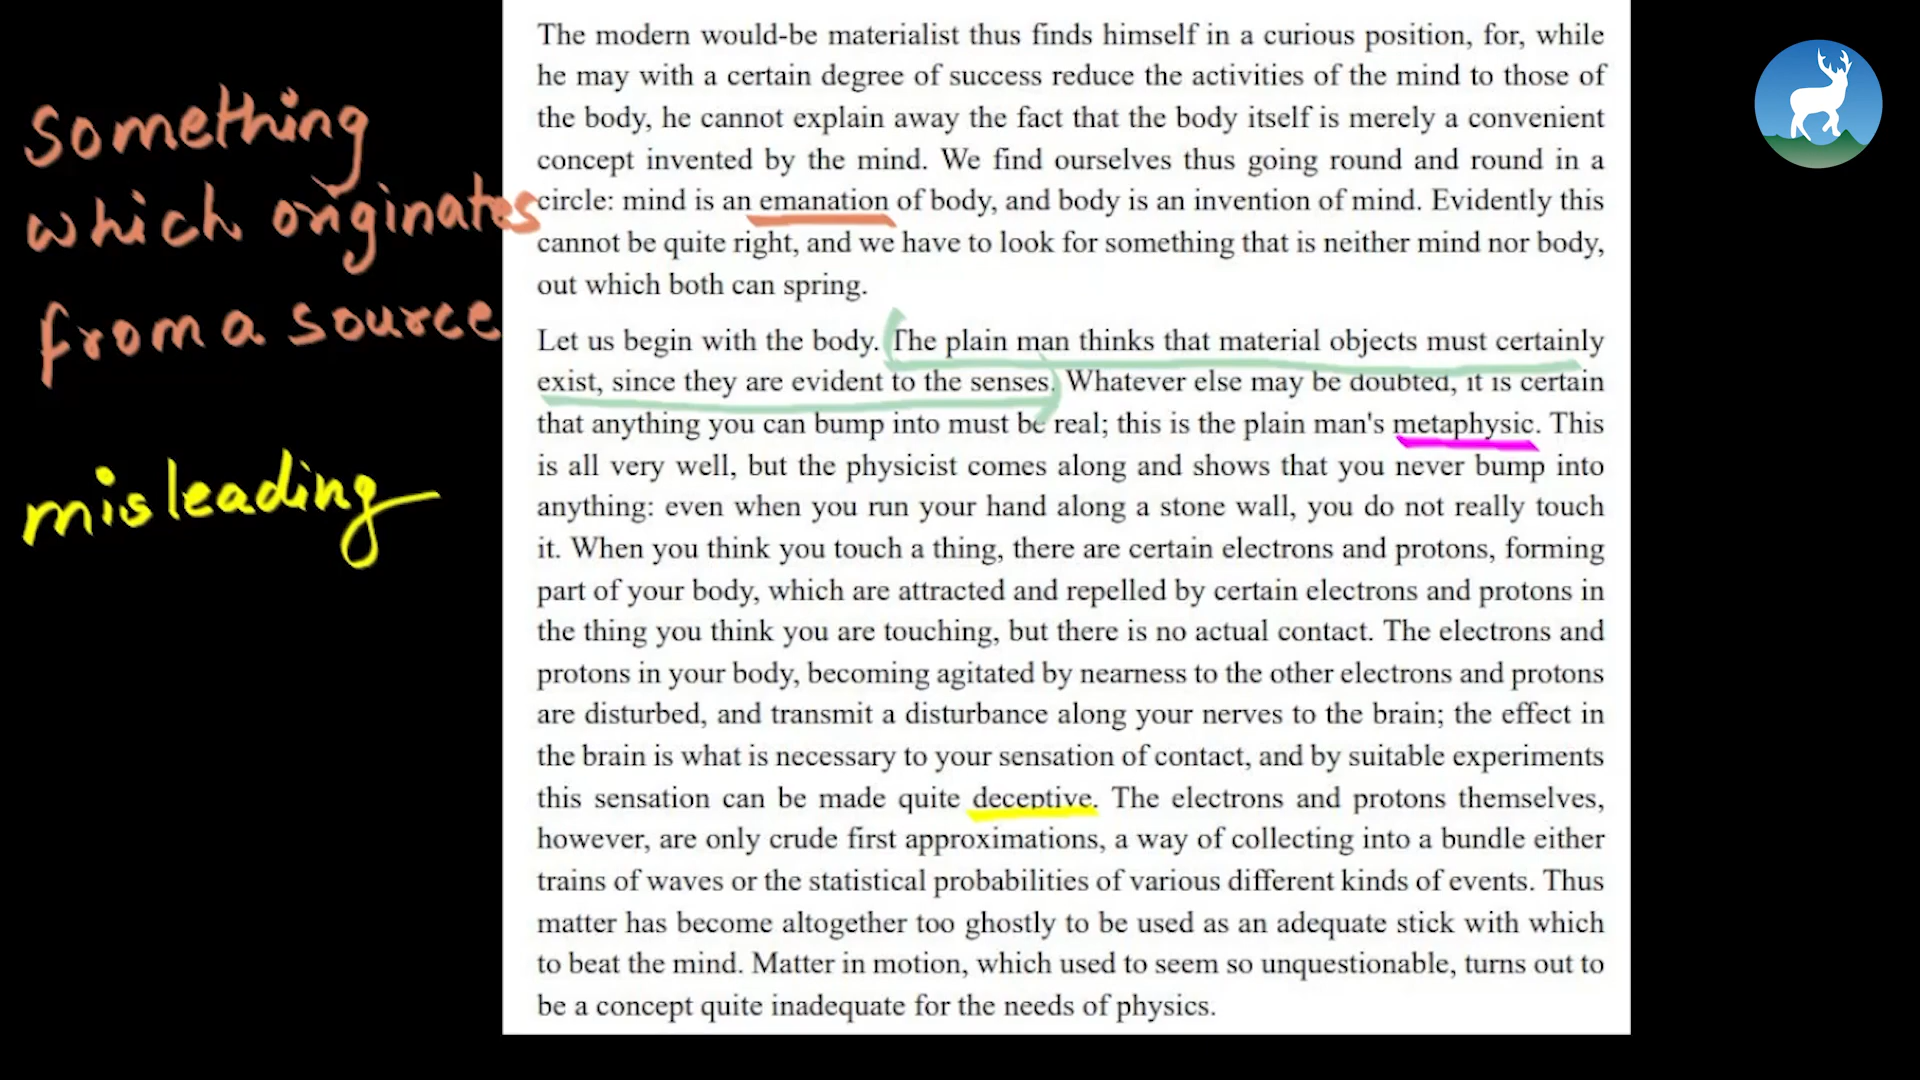 something
which originates
from a source
misleading
The modern would-be materialist thus finds himself in a curious position, for, while
he may with a certain degree of success reduce the activities of the mind to those of
the body, he cannot explain away the fact that the body itself is merely a convenient
concept invented by the mind. We find ourselves thus going round and round in a
circle: mind is an emanation of body, and body is an invention of mind. Evidently this
cannot be quite right, and we have to look for something that is neither mind nor body,
out which both can spring.
Let us begin with the body. The plain man thinks that material objects must certainly
exist, since they are evident to the senses. Whatever else may be doubted, it is certain
that anything you can bump into must be real; this is the plain man's metaphysic. This
is all very well, but the physicist comes along and shows that you never bump into
anything: even when you run your hand along a stone wall, you do not really touch
it. When you think you touch a thing, there are certain electrons and protons, forming
part of your body, which are attracted and repelled by certain electrons and protons in
the thing you think you are touching, but there is no actual contact. The electrons and
protons in your body, becoming agitated by nearness to the other electrons and protons
are disturbed, and transmit a disturbance along your nerves to the brain; the effect in
the brain is what is necessary to your sensation of contact, and by suitable experiments
this sensation can be made quite deceptive. The electrons and protons themselves,
however, are only crude first approximations, a way of collecting into a bundle either
trains of waves or the statistical probabilities of various different kinds of events. Thus
matter has become altogether too ghostly to be used as an adequate stick with which
to beat the mind. Matter in motion, which used to seem so unquestionable, turns out to
be a concept quite inadequate for the needs of physics.